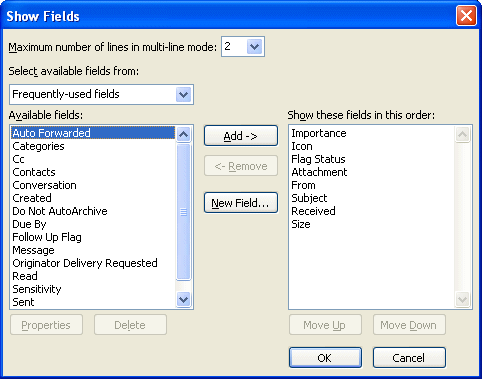 Show Fields
Maximum number of lines in multi-line mode: 2
Select available fields from:
Frequently-used fields
Available fields:
Auto Forwarded
Categories
Cc
Contacts
Conversation
Created
Do Not AutoArchive
Due By
Follow Up Flag
Message
Originator Delivery Requested
Read
Sensitivity
Sent
Properties
Delete
Add ->
<- Remove
New Field...
Show these fields in this order:
Importance
Icon
Flag Status
Attachment
From
Subject
Received
Size
Move Up
Move Down
OK
Cancel